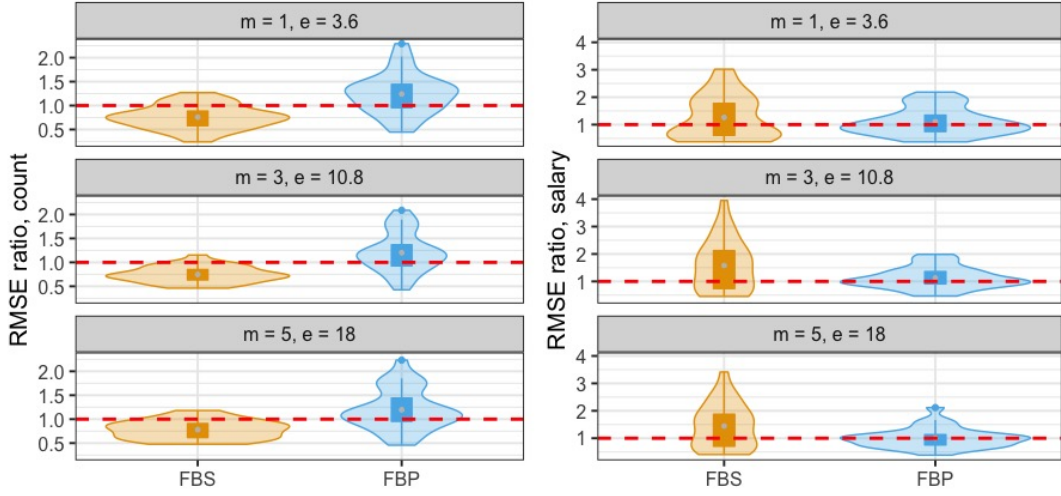 RMSE ratio, count
m = 1, e = 3.6
2.0
1.5
1.0
0.5
m = 3, e = 10.8
2.0
1.5
1.0
0.5
m = 5, e = 18
2.0
1.5
1.0
0.5
FBS FBP
RMSE ratio, salary
m = 1, e = 3.6
4
3
2
1
m = 3, e = 10.8
4
3
2
1
m = 5, e = 18
4
3
2
1
FBS FBP